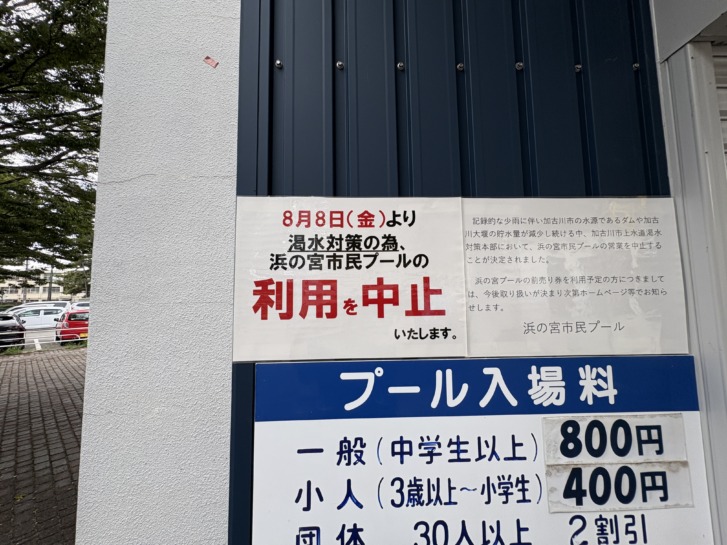 8月8日(金)より
渇水対策の為、
浜の宮市民プールの
利用を中止
いたします。
記録的な少雨に伴い加古川市の水源であるダムや加古
川大堰の貯水量が減少し続ける中、加古川市上水道渇水
対策本部において、浜の宮市民プールの営業を中止する
ことが決定されました。
浜の宮プールの前売り券を利用予定の方につきまして
は、今後取り扱いが決まり次第ホームページ等でお知ら
せします。
浜の宮市民プール
プール入場料
一般(中学生以上) 800円
小人(3歳以上～小学生) 400円
団体 30人以上 2割引